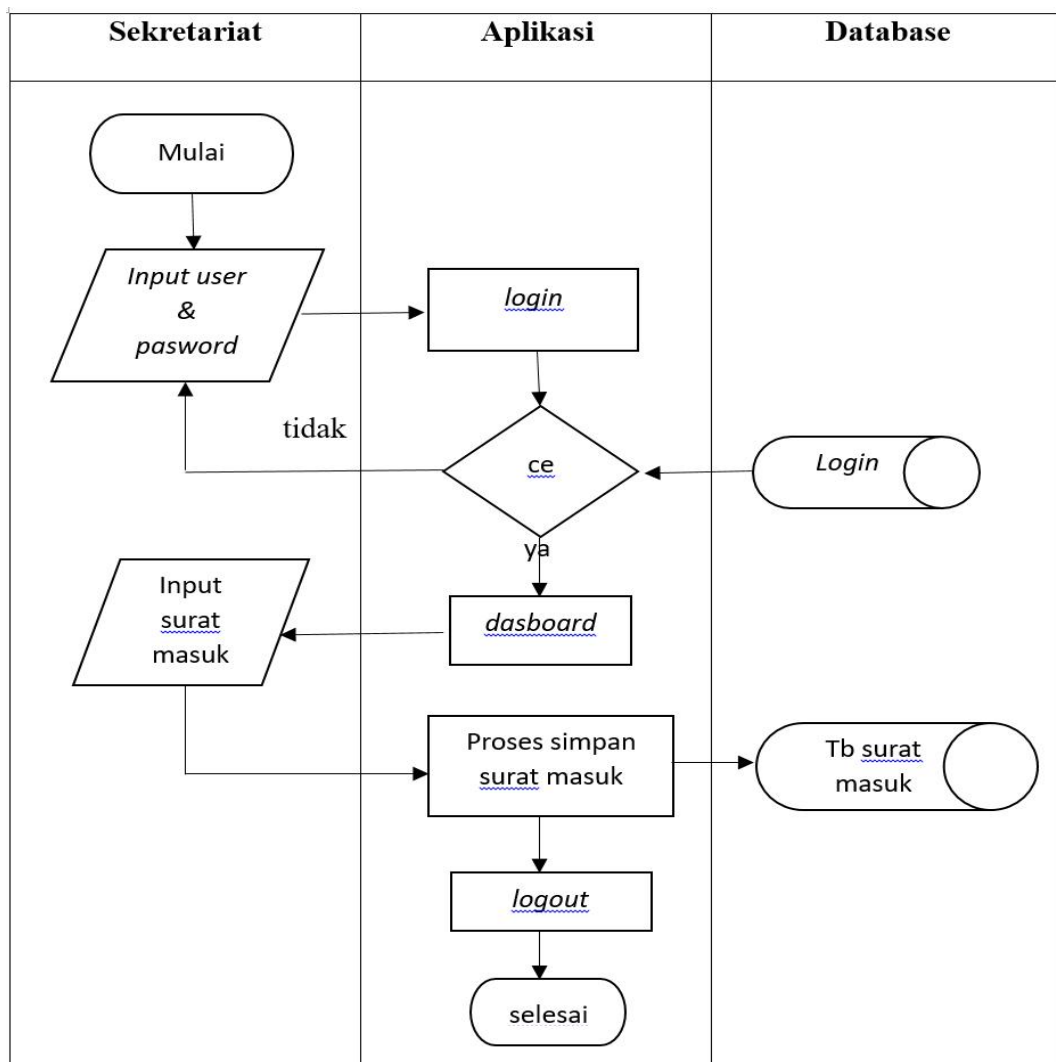 Sekretariat
Aplikasi
Database
Mulai
Input user
&
pasword
login
tidak
ce
Login
ya
Input
surat
masuk
dasboard
Proses simpan
surat masuk
Tb surat
masuk
logout
selesai